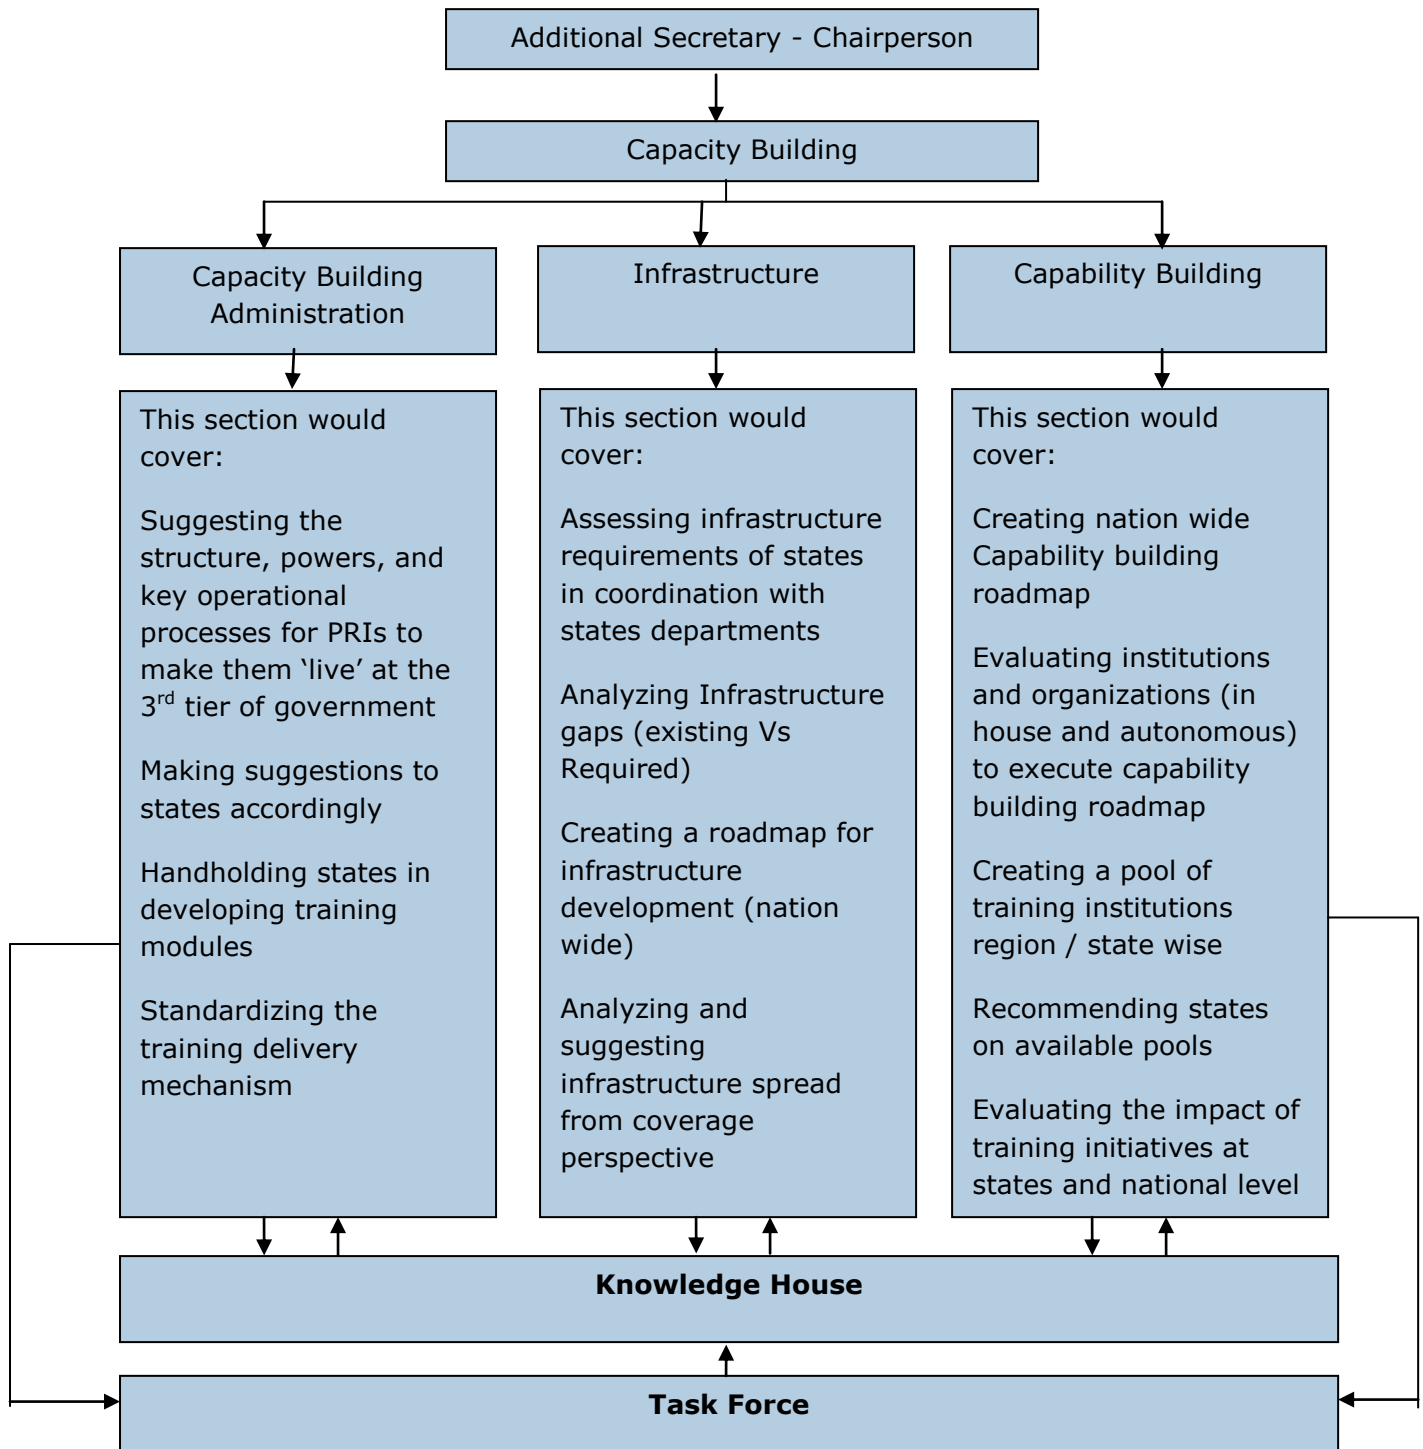 Additional Secretary - Chairperson
Capacity Building
Capacity Building
Administration
Infrastructure
Capability Building
This section would
cover:
Suggesting the
structure, powers, and
key operational
processes for PRIs to
make them ‘live’ at the
3rd tier of government
Making suggestions to
states accordingly
Handholding states in
developing training
modules
Standardizing the
training delivery
mechanism
This section would
cover:
Assessing infrastructure
requirements of states
in coordination with
states departments
Analyzing Infrastructure
gaps (existing Vs
Required)
Creating a roadmap for
infrastructure
development (nation
wide)
Analyzing and
suggesting
infrastructure spread
from coverage
perspective
This section would
cover:
Creating nation wide
Capability building
roadmap
Evaluating institutions
and organizations (in
house and autonomous)
to execute capability
building roadmap
Creating a pool of
training institutions
region / state wise
Recommending states
on available pools
Evaluating the impact of
training initiatives at
states and national level
Knowledge House
Task Force